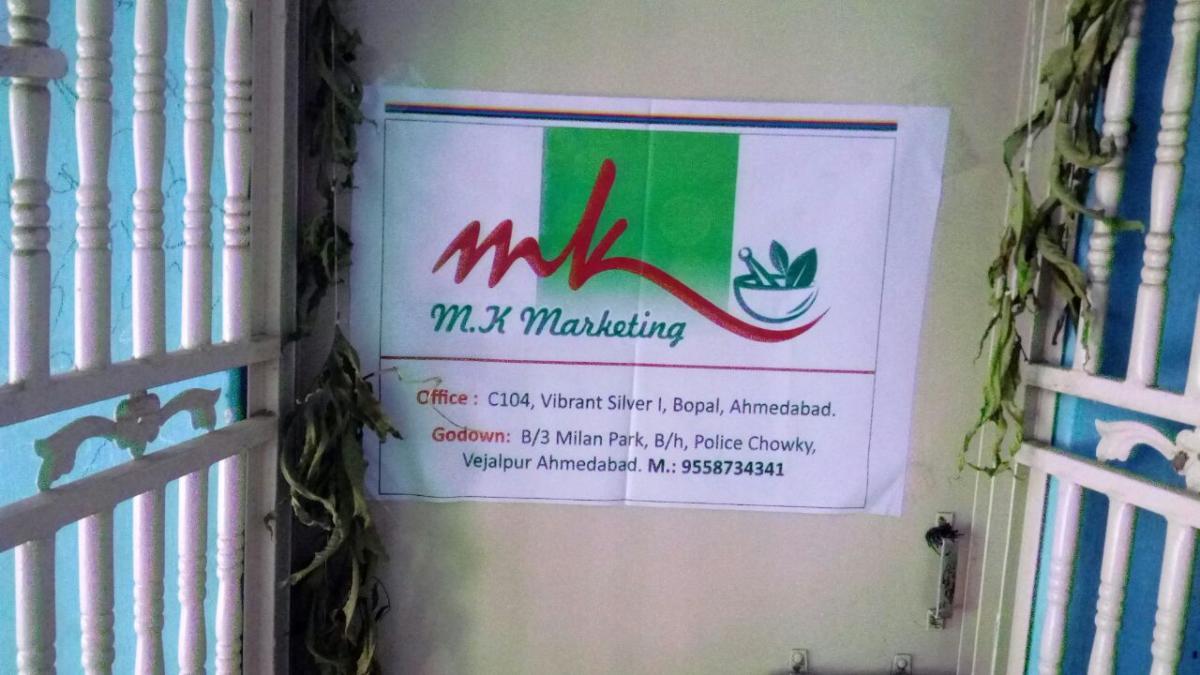 mk
M.K Marketing
Office : C104, Vibrant Silver I, Bopal, Ahmedabad.
Godown: B/3 Milan Park, B/h, Police Chowky,
Vejalpur Ahmedabad. M.: 9558734341